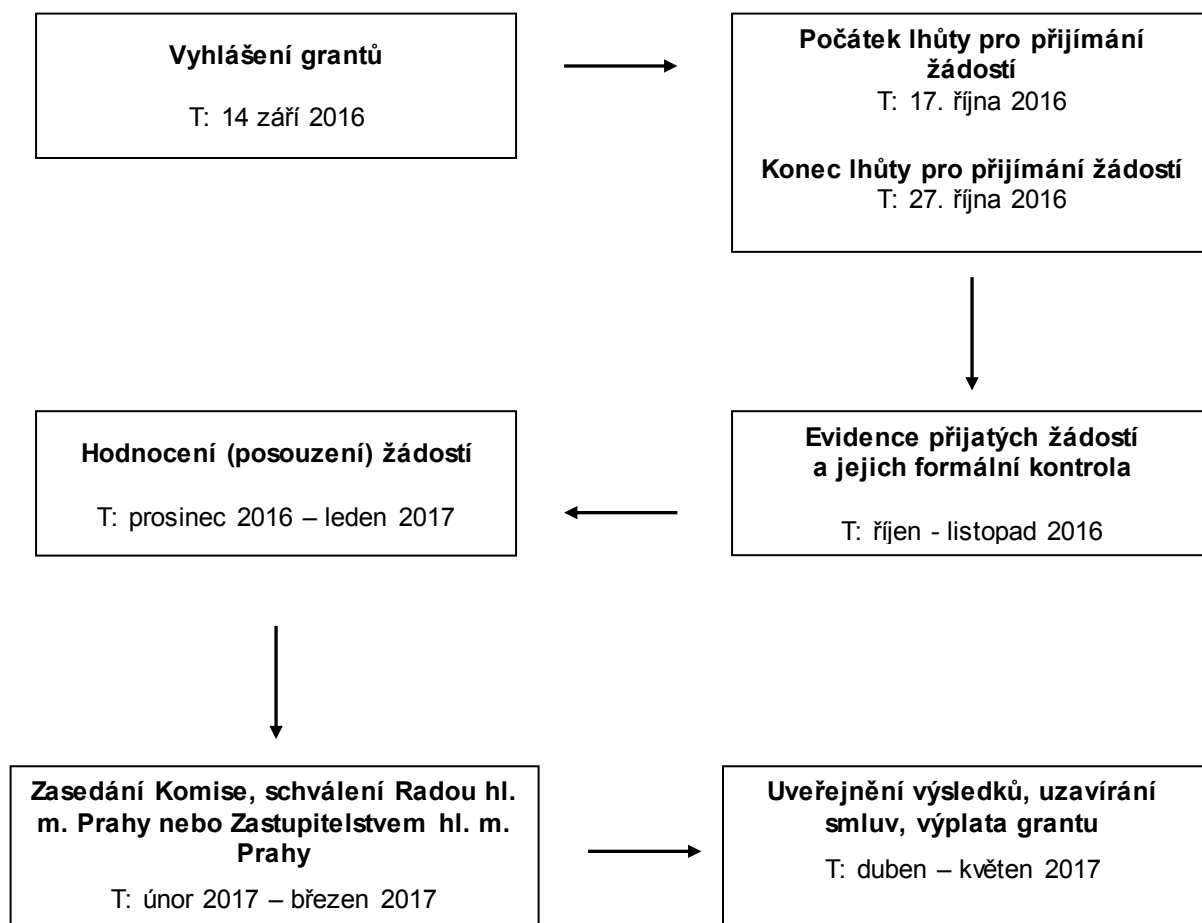 Vyhlášení grantů
T: 14 září 2016
Počátek lhůty pro přijímání
žádostí
T: 17. října 2016
Konec lhůty pro přijímání žádostí
T: 27. října 2016
Evidence přijatých žádostí
a jejich formální kontrola
T: říjen - listopad 2016
Hodnocení (posouzení) žádostí
T: prosinec 2016 – leden 2017
Zasedání Komise, schválení Radou hl.
m. Prahy nebo Zastupitelstvem hl. m.
Prahy
T: únor 2017 – březen 2017
Uveřejnění výsledků, uzavírání
smluv, výplata grantu
T: duben – květen 2017